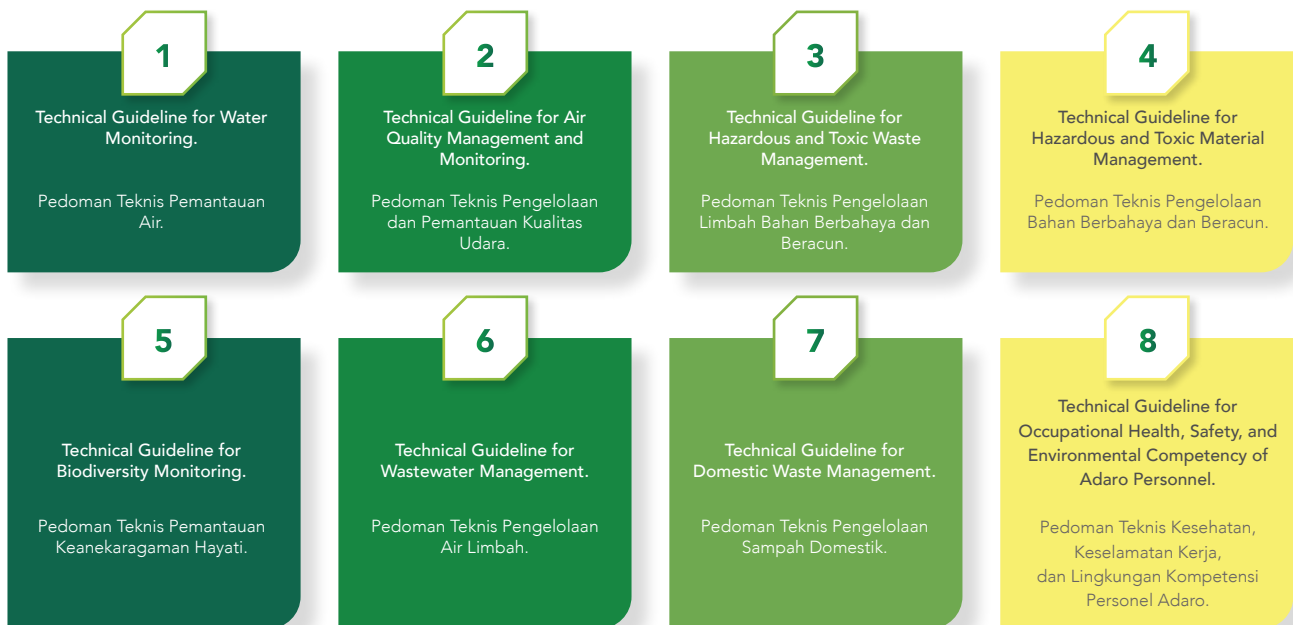 1
Technical Guideline for Water
Monitoring.
Pedoman Teknis Pemantauan
Air.
2
Technical Guideline for Air
Quality Management and
Monitoring.
Pedoman Teknis Pengelolaan
dan Pemantauan Kualitas
Udara.
3
Technical Guideline for
Hazardous and Toxic Waste
Management.
Pedoman Teknis Pengelolaan
Limbah Bahan Berbahaya dan
Beracun.
4
Technical Guideline for
Hazardous and Toxic Material
Management.
Pedoman Teknis Pengelolaan
Bahan Berbahaya dan Beracun.
5
Technical Guideline for
Biodiversity Monitoring.
Pedoman Teknis Pemantauan
Keanekaragaman Hayati.
6
Technical Guideline for
Wastewater Management.
Pedoman Teknis Pengelolaan
Air Limbah.
7
Technical Guideline for
Domestic Waste Management.
Pedoman Teknis Pengelolaan
Sampah Domestik.
8
Technical Guideline for
Occupational Health, Safety, and
Environmental Competency of
Adaro Personnel.
Pedoman Teknis Kesehatan,
Keselamatan Kerja,
dan Lingkungan Kompetensi
Personel Adaro.